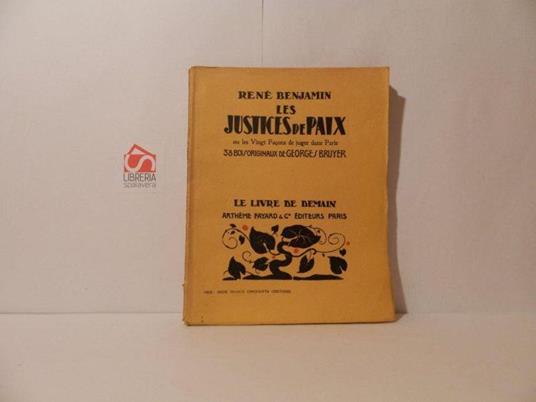 RENÉ BENJAMIN
LES
JUSTICES DE PAIX
ou les Vingt Façons de juger dans Paris
38 BOIS ORIGINAUX DE GEORGES BRUYER
LE LIVRE DE DEMAIN
ARTHÈME FAYARD & Cie ÉDITEURS PARIS
LIBRERIA
spalavera